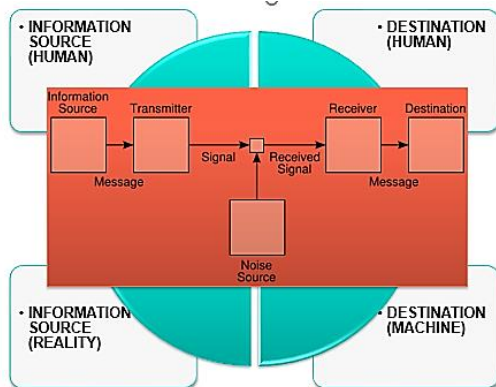 • INFORMATION
SOURCE
(HUMAN)
• DESTINATION
(HUMAN)
Information
Source
Transmitter
Receiver
Destination
Signal
Received
Signal
Message
Message
Noise
Source
• INFORMATION
SOURCE
(REALITY)
• DESTINATION
(MACHINE)